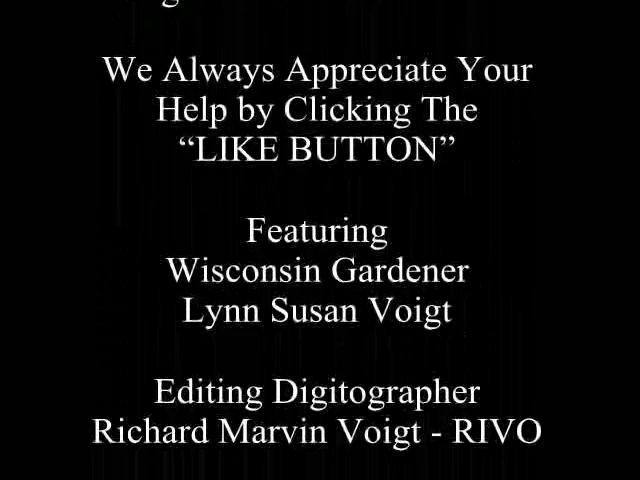 We Always Appreciate Your
Help by Clicking The
“LIKE BUTTON”
Featuring
Wisconsin Gardener
Lynn Susan Voigt
Editing Digitographer
Richard Marvin Voigt - RIVO